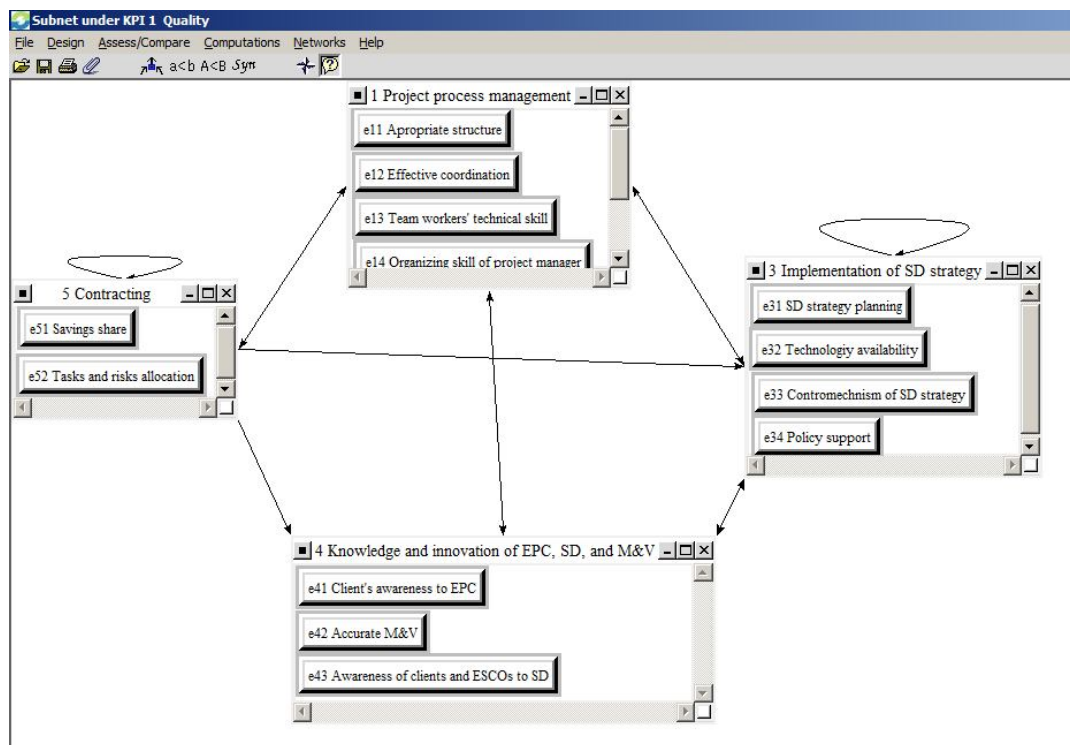 Subnet under KPI 1 Quality
File Design Assess/Compare Computations Networks Help
a<b A<B Syn
1 Project process management
e11 Apropriate structure
e12 Effective coordination
e13 Team workers' technical skill
e14 Organizing skill of project manager
5 Contracting
e51 Savings share
e52 Tasks and risks allocation
3 Implementation of SD strategy
e31 SD strategy planning
e32 Technologiy availability
e33 Contromechnism of SD strategy
e34 Policy support
4 Knowledge and innovation of EPC, SD, and M&V
e41 Client's awareness to EPC
e42 Accurate M&V
e43 Awareness of clients and ESCOs to SD